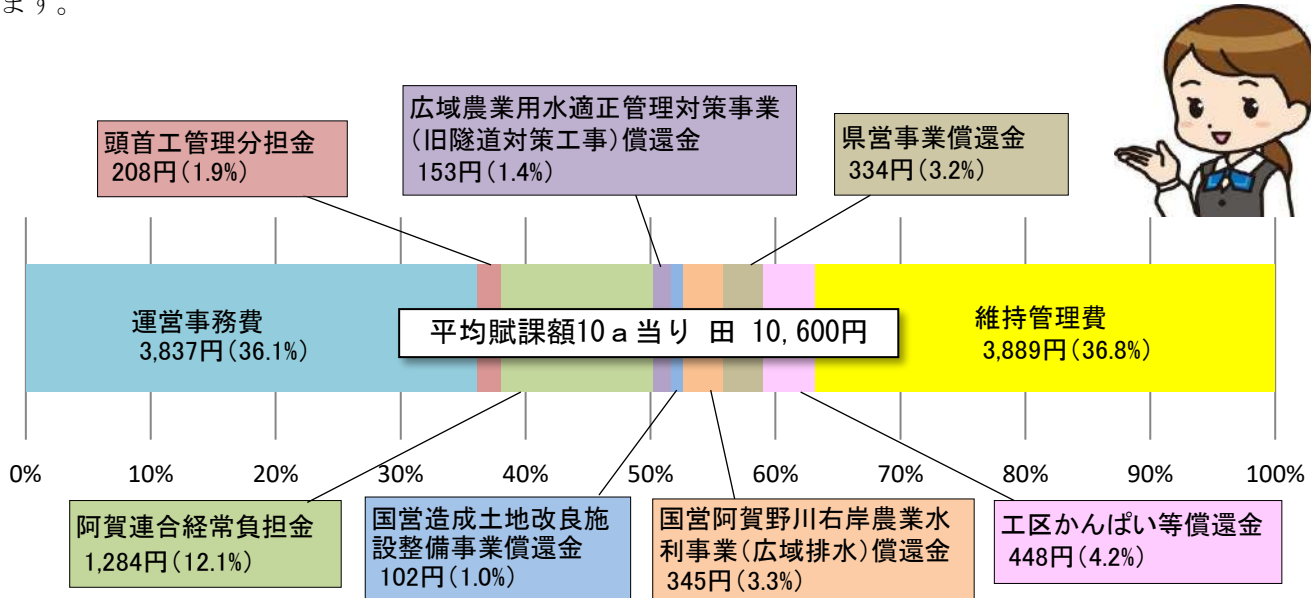 ます。
頭首工管理分担金
208円(1.9%)
広域農業用水適正管理対策事業
(旧隧道対策工事)償還金
153円(1.4%)
県営事業償還金
334円(3.2%)
運営事務費
3,837円(36.1%)
平均賦課額10a当り 田 10,600円
維持管理費
3,889円(36.8%)
0% 10% 20% 30% 40% 50% 60% 70% 80% 90% 100%
阿賀連合経常負担金
1,284円(12.1%)
国営造成土地改良施
設整備事業償還金
102円(1.0%)
国営阿賀野川右岸農業水
利事業(広域排水)償還金
345円(3.3%)
工区かんぱい等償還金
448円(4.2%)